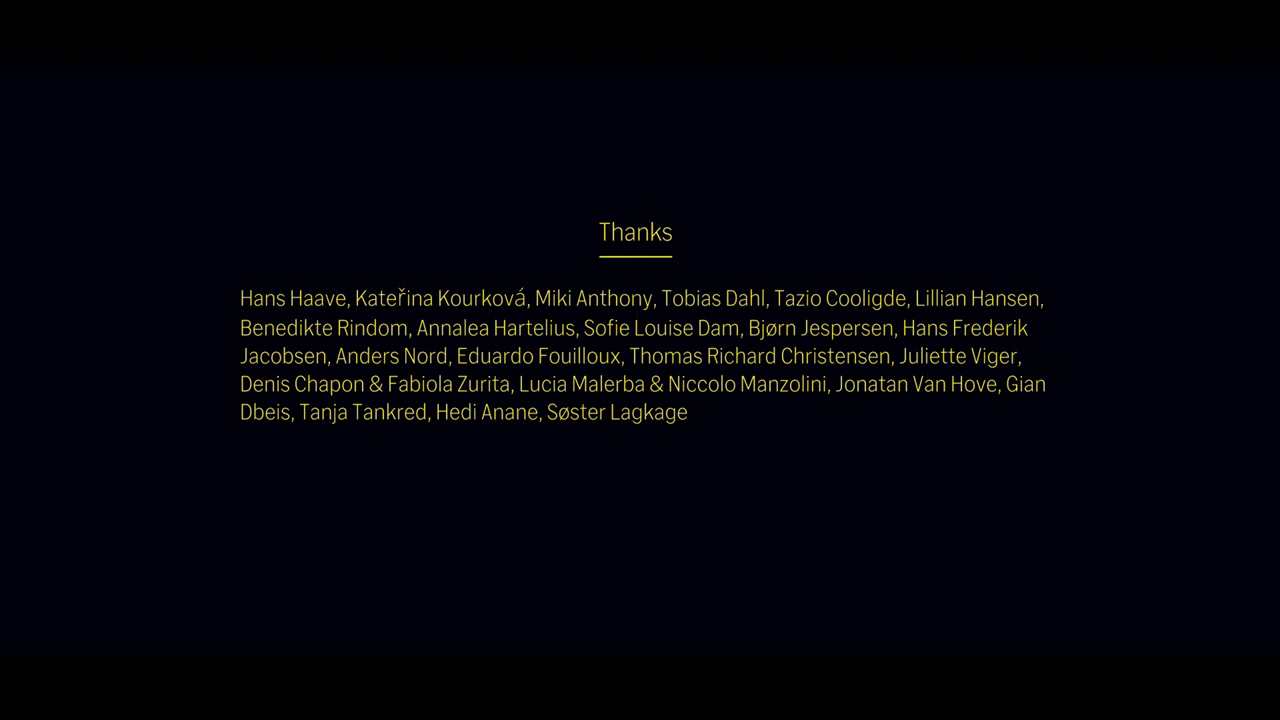 Thanks
Hans Haave, Kateřina Kourková, Miki Anthony, Tobias Dahl, Tazio Cooligde, Lillian Hansen,
Benedikte Rindom, Annalea Hartelius, Sofie Louise Dam, Bjørn Jespersen, Hans Frederik
Jacobsen, Anders Nord, Eduardo Fouilloux, Thomas Richard Christensen, Juliette Viger,
Denis Chapon & Fabiola Zurita, Lucia Malerba & Niccolo Manzolini, Jonatan Van Hove, Gian
Dbeis, Tanja Tankred, Hedi Anane, Søster Lagkage